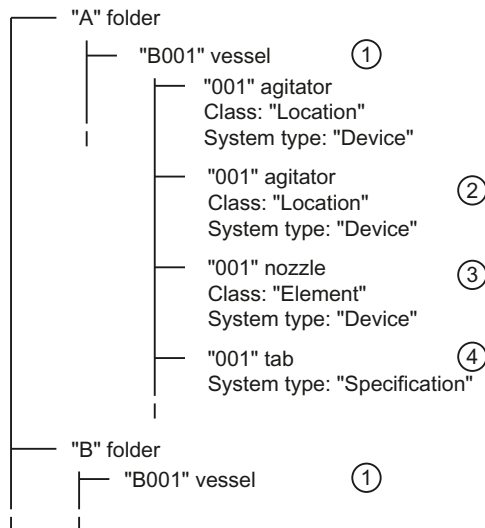 "A" folder
"B001" vessel ①
"001" agitator
Class: "Location"
System type: "Device"
"001" agitator
Class: "Location" ②
System type: "Device"
"001" nozzle
Class: "Element" ③
System type: "Device"
"001" tab ④
System type: "Specification"
"B" folder
"B001" vessel ①